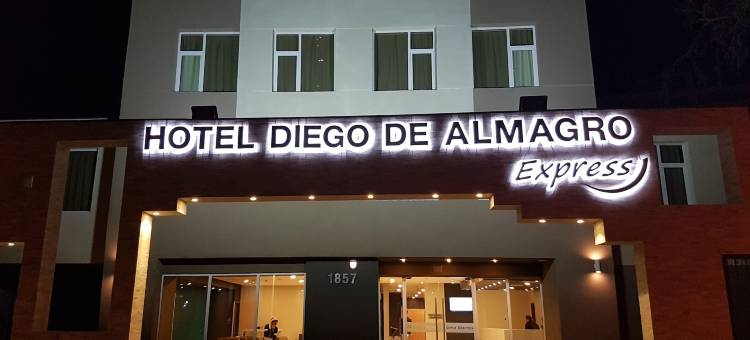 HOTEL DIEGO DE ALMAGRO
Express
1857